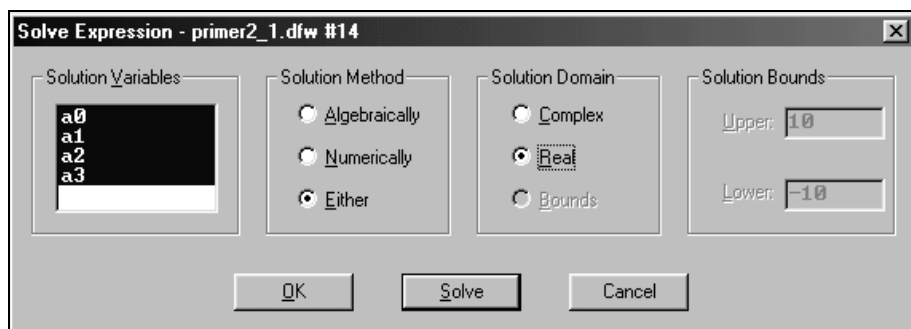 Solve Expression - primer2_1.dfw #14
Solution Variables
a0
a1
a2
a3
Solution Method
Algebraically
Numerically
Either
Solution Domain
Complex
Real
Bounds
Solution Bounds
Upper: 10
Lower: -10
OK
Solve
Cancel